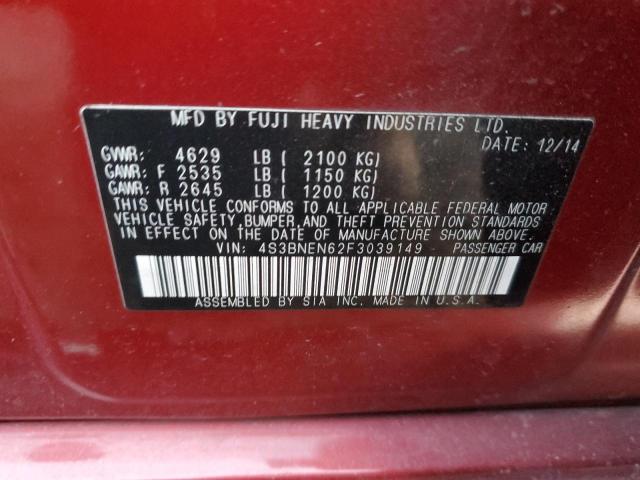 MFD BY FUJI HEAVY INDUSTRIES LTD.
DATE: 12/14
GVWR: 4629 LB ( 2100 KG)
GAWR: F 2535 LB ( 1150 KG)
GAWR: R 2645 LB ( 1200 KG)
THIS VEHICLE CONFORMS TO ALL APPLICABLE FEDERAL MOTOR
VEHICLE SAFETY, BUMPER, AND THEFT PREVENTION STANDARDS
IN EFFECT ON THE DATE OF MANUFACTURE SHOWN ABOVE.
VIN: 4S3BNEN62F3039149 PASSENGER CAR
ASSEMBLED BY SIA INC. MADE IN U.S.A.